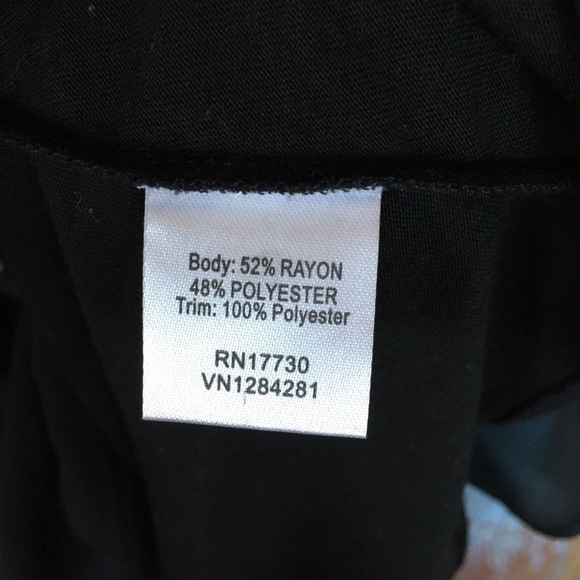 Body: 52% RAYON
48% POLYESTER
Trim: 100% Polyester
RN17730
VN1284281